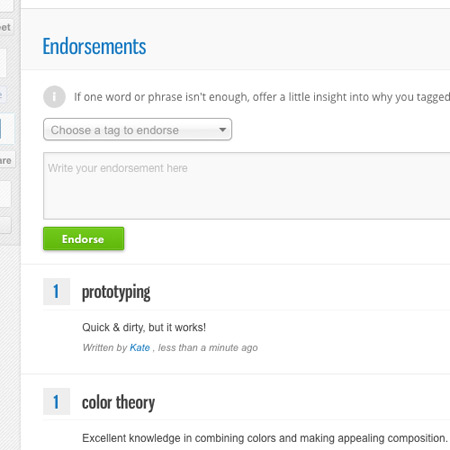 eet
Endorsements
i
If one word or phrase isn't enough, offer a little insight into why you tagged
Choose a tag to endorse
Write your endorsement here
are
Endorse
1 prototyping
Quick & dirty, but it works!
Written by Kate , less than a minute ago
1 color theory
Excellent knowledge in combining colors and making appealing composition.